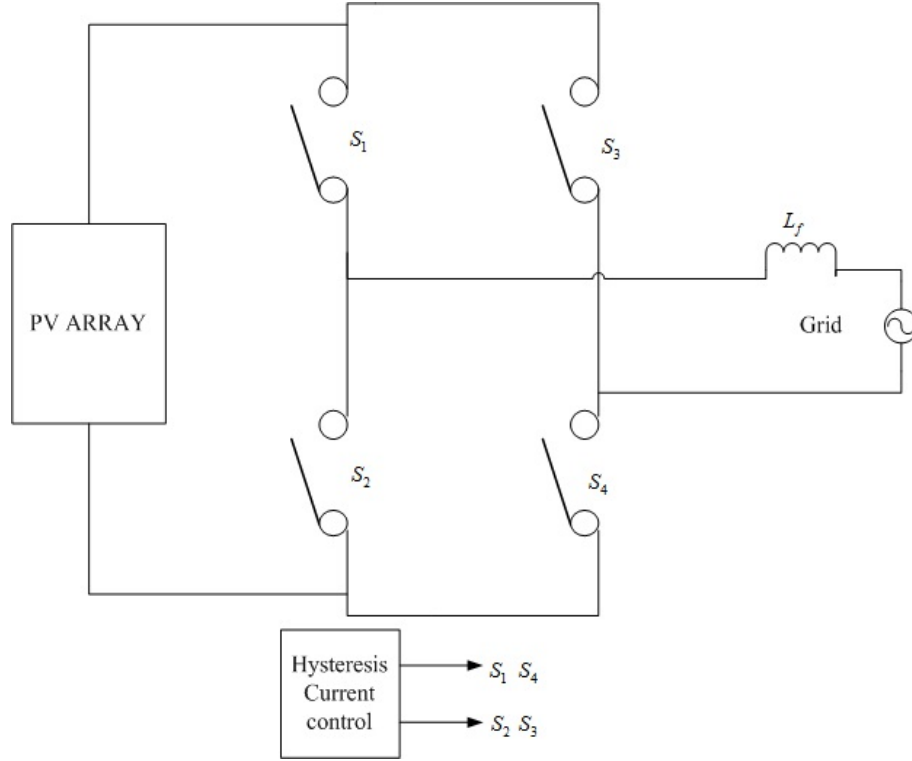 S1
S3
Lf
PV ARRAY
Grid
S2
S4
Hysteresis
Current
control
S1 S4
S2 S3